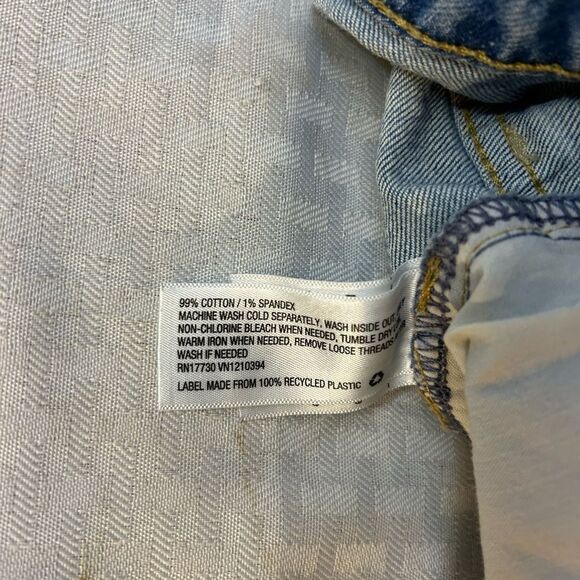 99% COTTON / 1% SPANDEX
MACHINE WASH COLD SEPARATELY, WASH INSIDE OUT,
NON-CHLORINE BLEACH WHEN NEEDED, TUMBLE DRY
WARM IRON WHEN NEEDED, REMOVE LOOSE THREADS
WASH IF NEEDED
RN17730 VN1210394
LABEL MADE FROM 100% RECYCLED PLASTIC